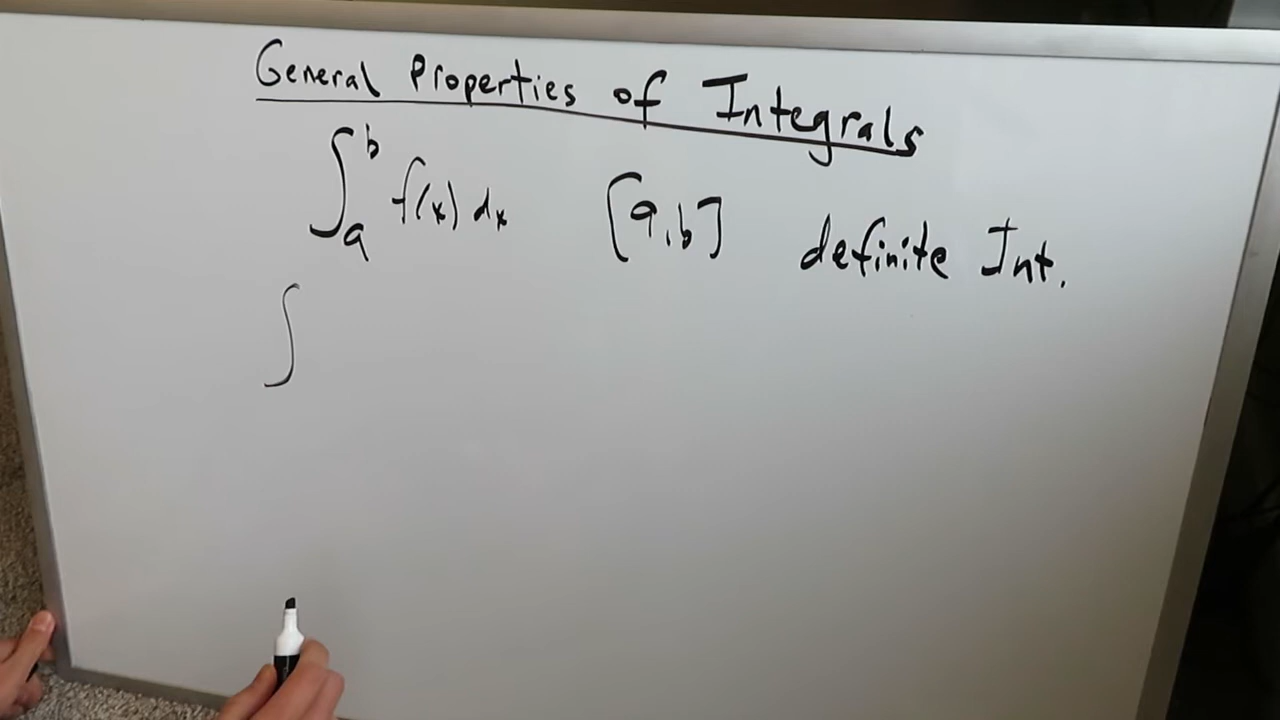 General Properties of Integrals
∫_a^b f(x) dx [a,b] definite Int.
∫